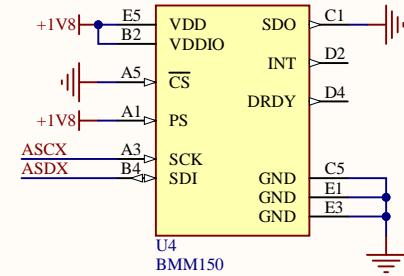 +1V8 E5 VDD SDO C1
B2 VDDIO
INT D2
A5 CS
DRDY D4
+1V8 A1 PS
ASCX A3 SCK
ASDX B4 SDI GND C5
GND E1
GND E3
U4
BMM150